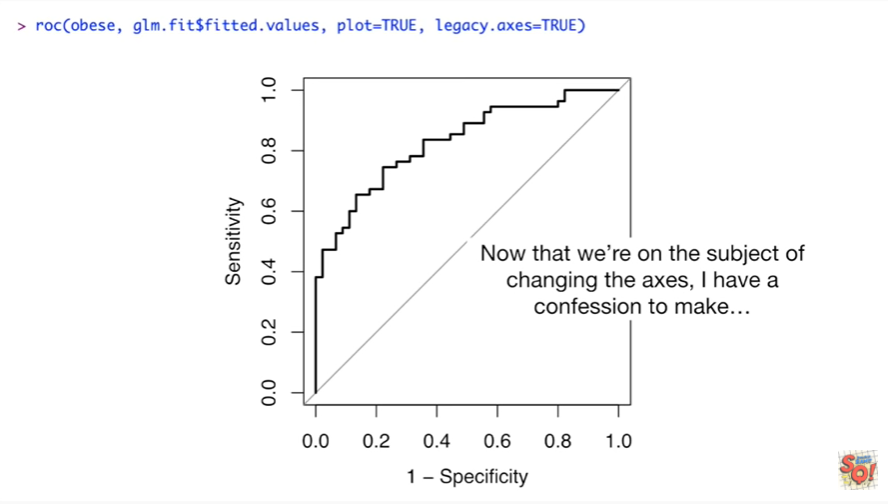 > roc(obese, glm.fit$fitted.values, plot=TRUE, legacy.axes=TRUE)
1.0
0.8
0.6
0.4
0.2
0.0
Sensitivity
Now that we're on the subject of
changing the axes, I have a
confession to make…
0.0 0.2 0.4 0.6 0.8 1.0
1 – Specificity
SQ!